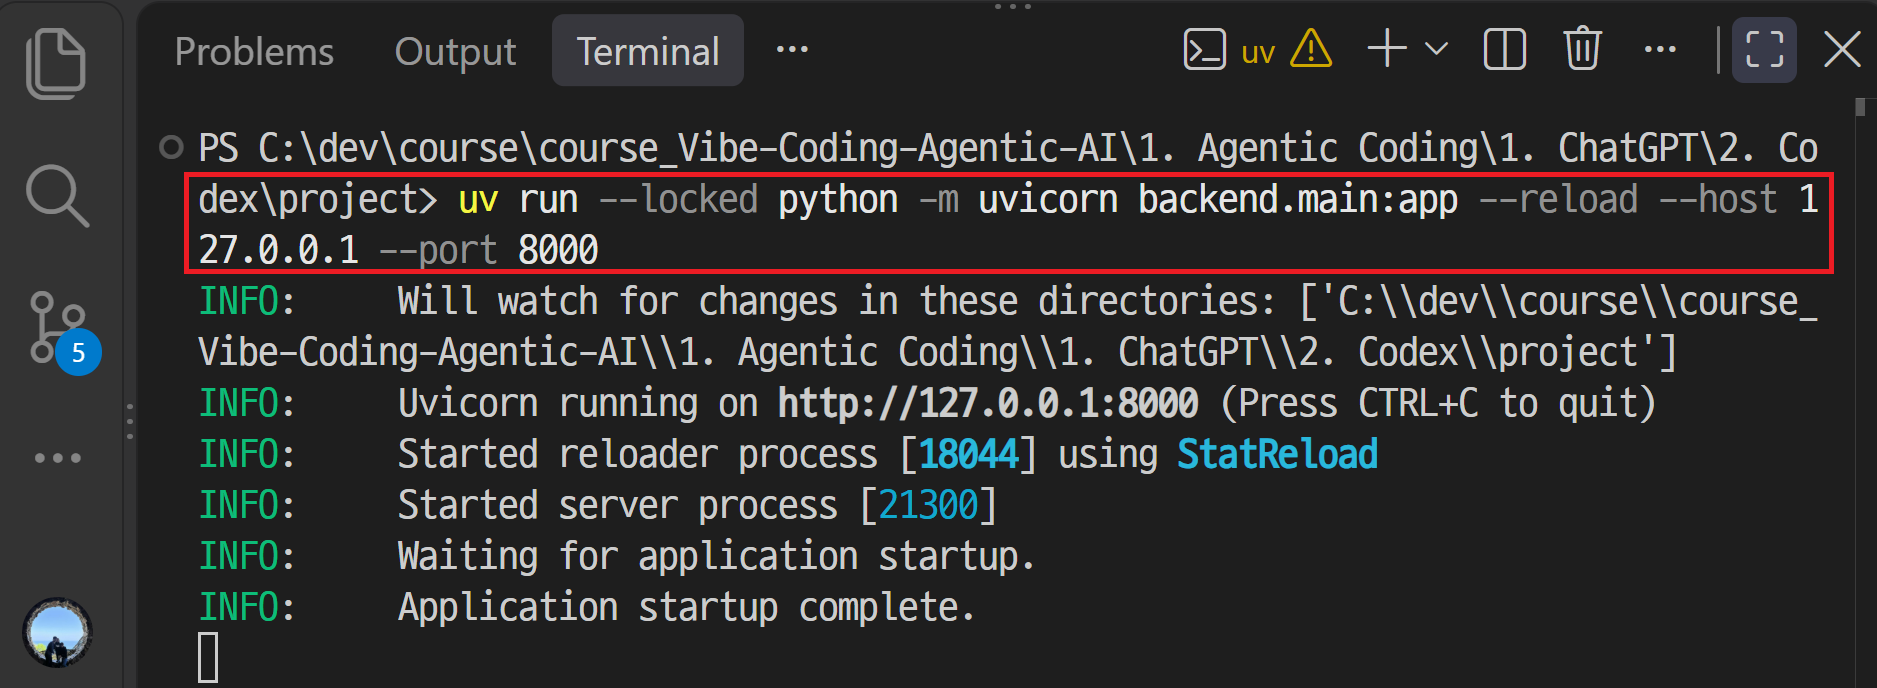 Problems Output Terminal ··· uv
PS C:\dev\course\course_Vibe-Coding-Agentic-AI\1. Agentic Coding\1. ChatGPT\2. Co
dex\project> uv run --locked python -m uvicorn backend.main:app --reload --host 1
27.0.0.1 --port 8000
INFO:     Will watch for changes in these directories: ['C:\\dev\\course\\course_
Vibe-Coding-Agentic-AI\\1. Agentic Coding\\1. ChatGPT\\2. Codex\\project']
INFO:     Uvicorn running on http://127.0.0.1:8000 (Press CTRL+C to quit)
5
INFO:     Started reloader process [18044] using StatReload
INFO:     Started server process [21300]
INFO:     Waiting for application startup.
INFO:     Application startup complete.